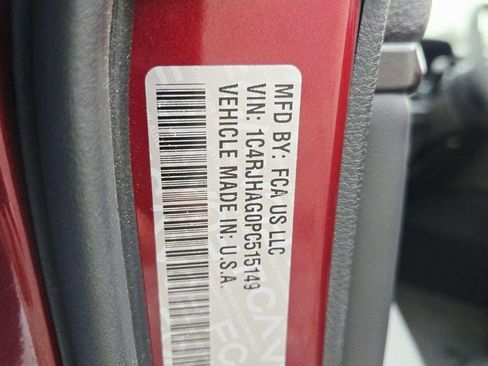 MFD BY: FCA US LLC
VIN: 1C4RJHAG0PC515149
VEHICLE MADE IN: U.S.A.